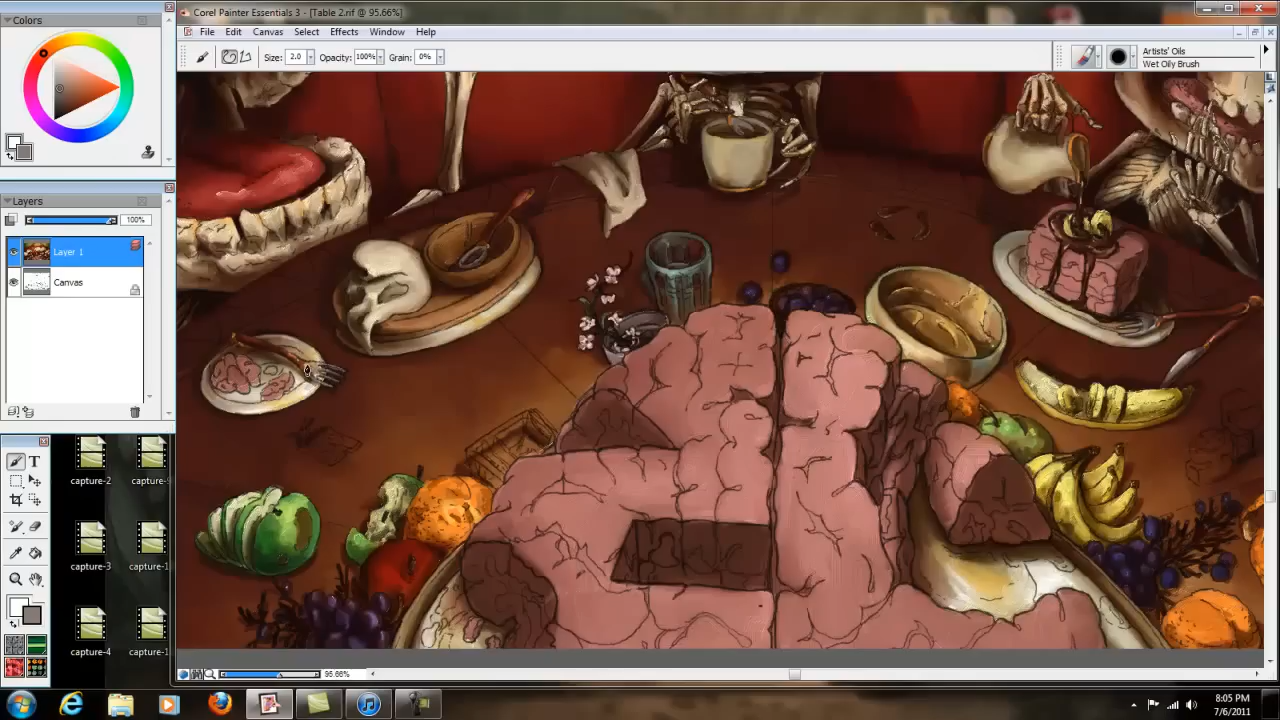 Colors
Layers
100%
Layer 1
Canvas
T
capture-2
capture-3
capture-4
Corel Painter Essentials 3 - [Table 2.rif @ 95.66%]
File Edit Canvas Select Effects Window Help
Size: 2.0 Opacity: 100% Grain: 0%
Artists' Oils
Wet Oily Brush
95.66%
8:05 PM
7/6/2011